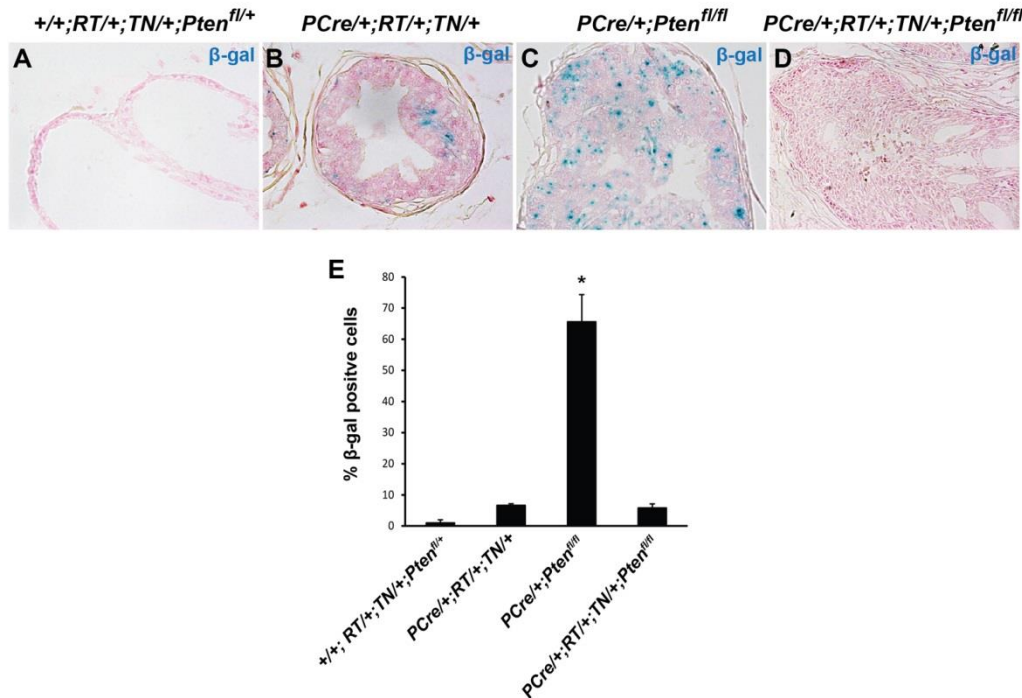 +/+;RT/+;TN/+;Pten^fl/+ PCre/+;RT/+;TN/+ PCre/+;Pten^fl/fl PCre/+;RT/+;TN/+;Pten^fl/fl
A β-gal B β-gal C β-gal D β-gal
E
80
70
60
50
40
30
20
10
0
*
% β-gal positve cells
+/+; RT/+;TN/+;Pten^fl/+
PCre/+;RT/+;TN/+
PCre/+;Pten^fl/fl
PCre/+;RT/+;TN/+;Pten^fl/fl